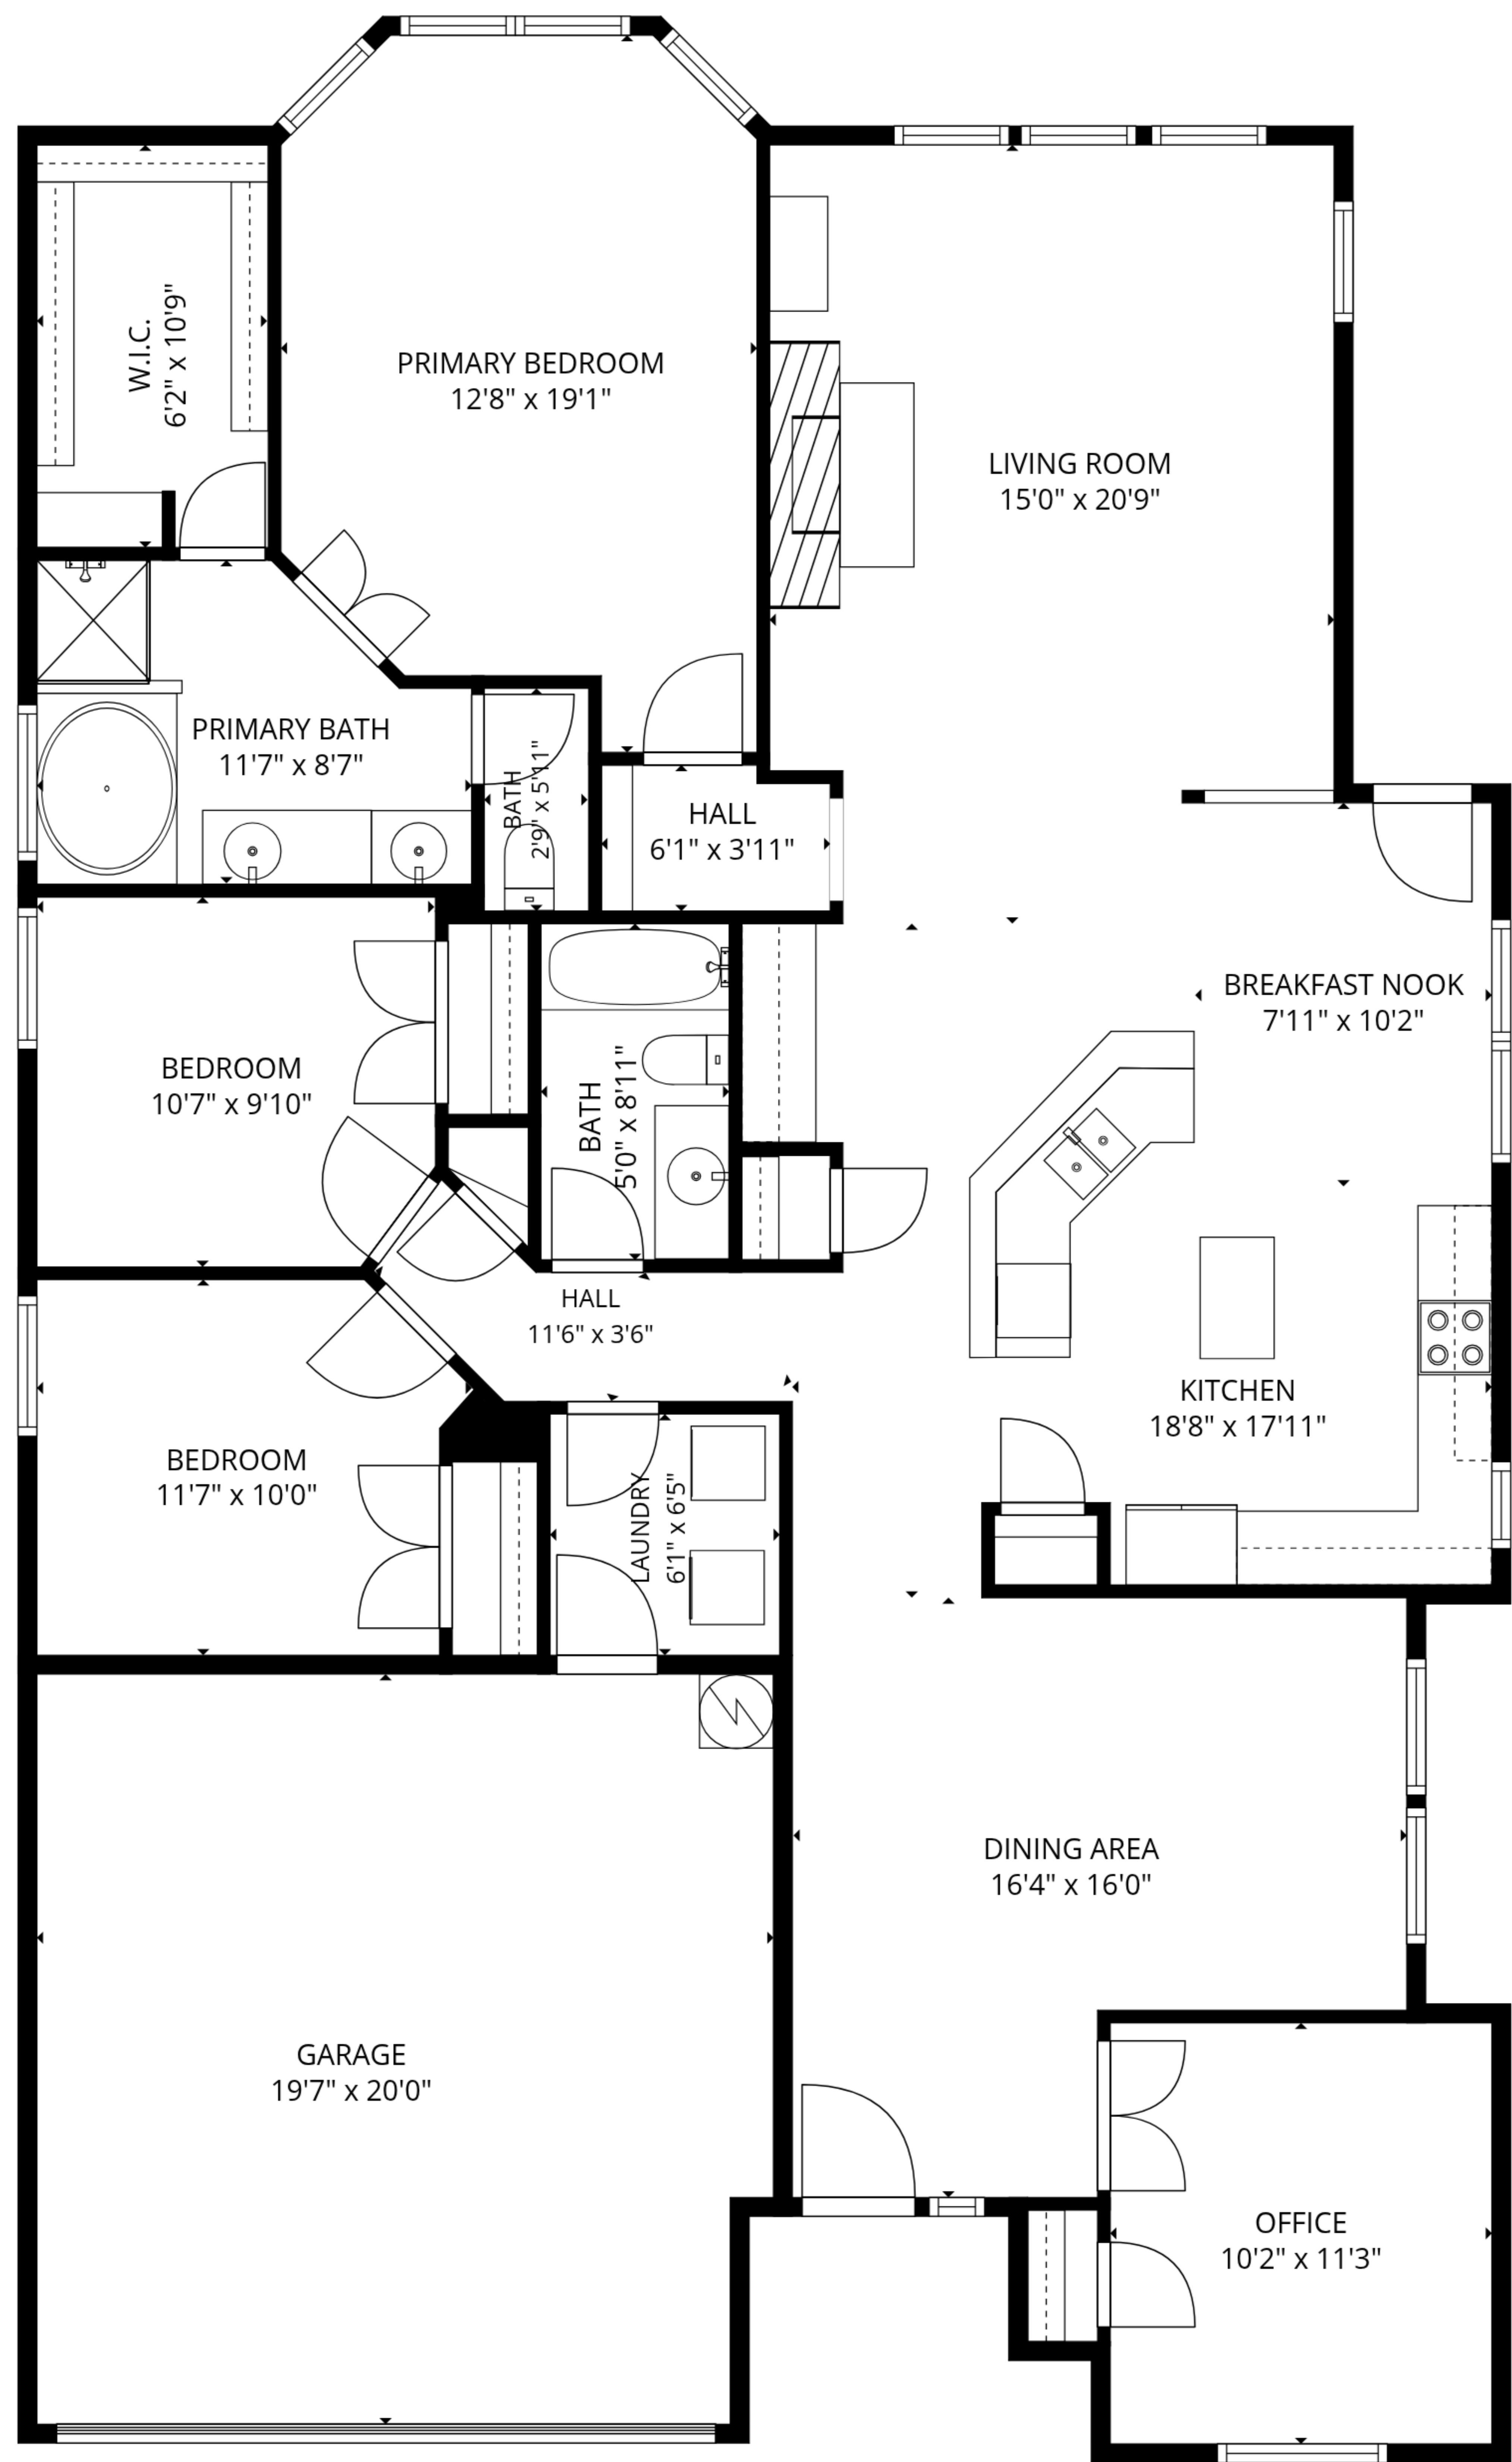 W.I.C.
6'2" x 10'9"
PRIMARY BEDROOM
12'8" x 19'1"
LIVING ROOM
15'0" x 20'9"
PRIMARY BATH
11'7" x 8'7"
BATH
2'9" x 5'11"
HALL
6'1" x 3'11"
BREAKFAST NOOK
7'11" x 10'2"
BEDROOM
10'7" x 9'10"
BATH
5'0" x 8'11"
HALL
11'6" x 3'6"
KITCHEN
18'8" x 17'11"
BEDROOM
11'7" x 10'0"
LAUNDRY
6'1" x 6'5"
DINING AREA
16'4" x 16'0"
GARAGE
19'7" x 20'0"
OFFICE
10'2" x 11'3"